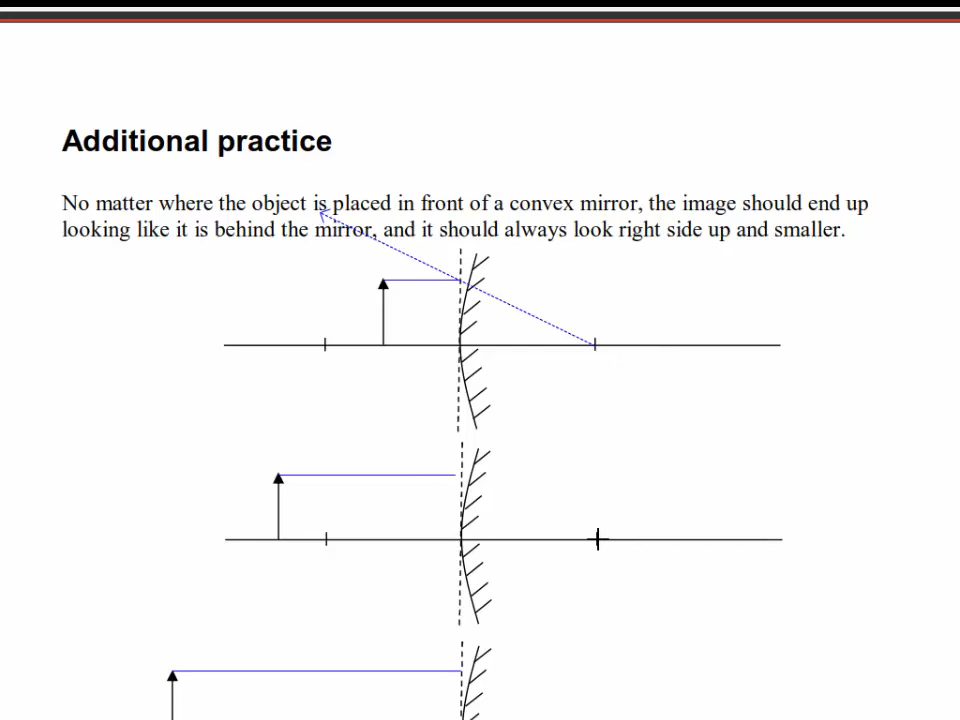 Additional practice
No matter where the object is placed in front of a convex mirror, the image should end up
looking like it is behind the mirror, and it should always look right side up and smaller.